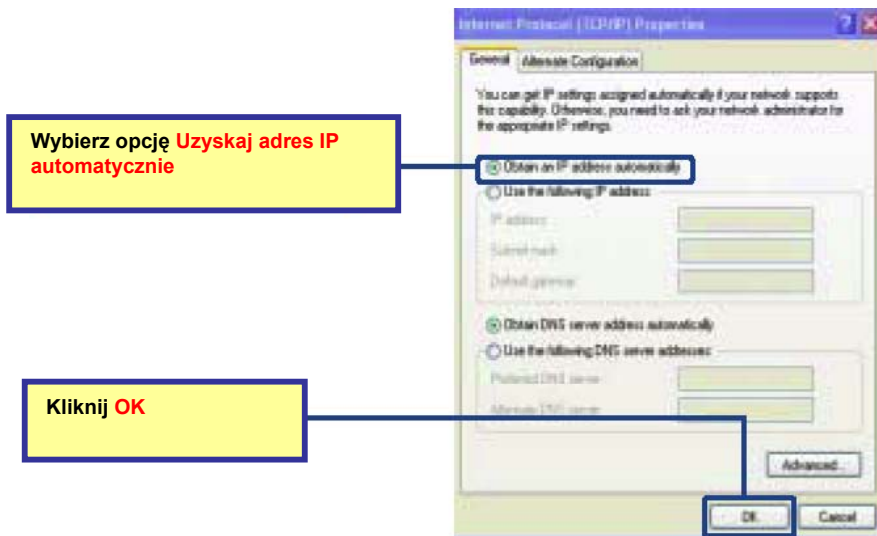 Internet Protocol (TCP/IP) Properties
General
Alternate Configuration
You can get IP settings assigned automatically if your network supports
this capability. Otherwise, you need to ask your network administrator for
the appropriate IP settings.
Wybierz opcję Uzyskaj adres IP
automatycznie
Obtain an IP address automatically
Use the following IP address:
IP address:
Subnet mask:
Default gateway:
Obtain DNS server address automatically
Use the following DNS server addresses:
Preferred DNS server:
Alternate DNS server:
Kliknij OK
Advanced...
OK
Cancel